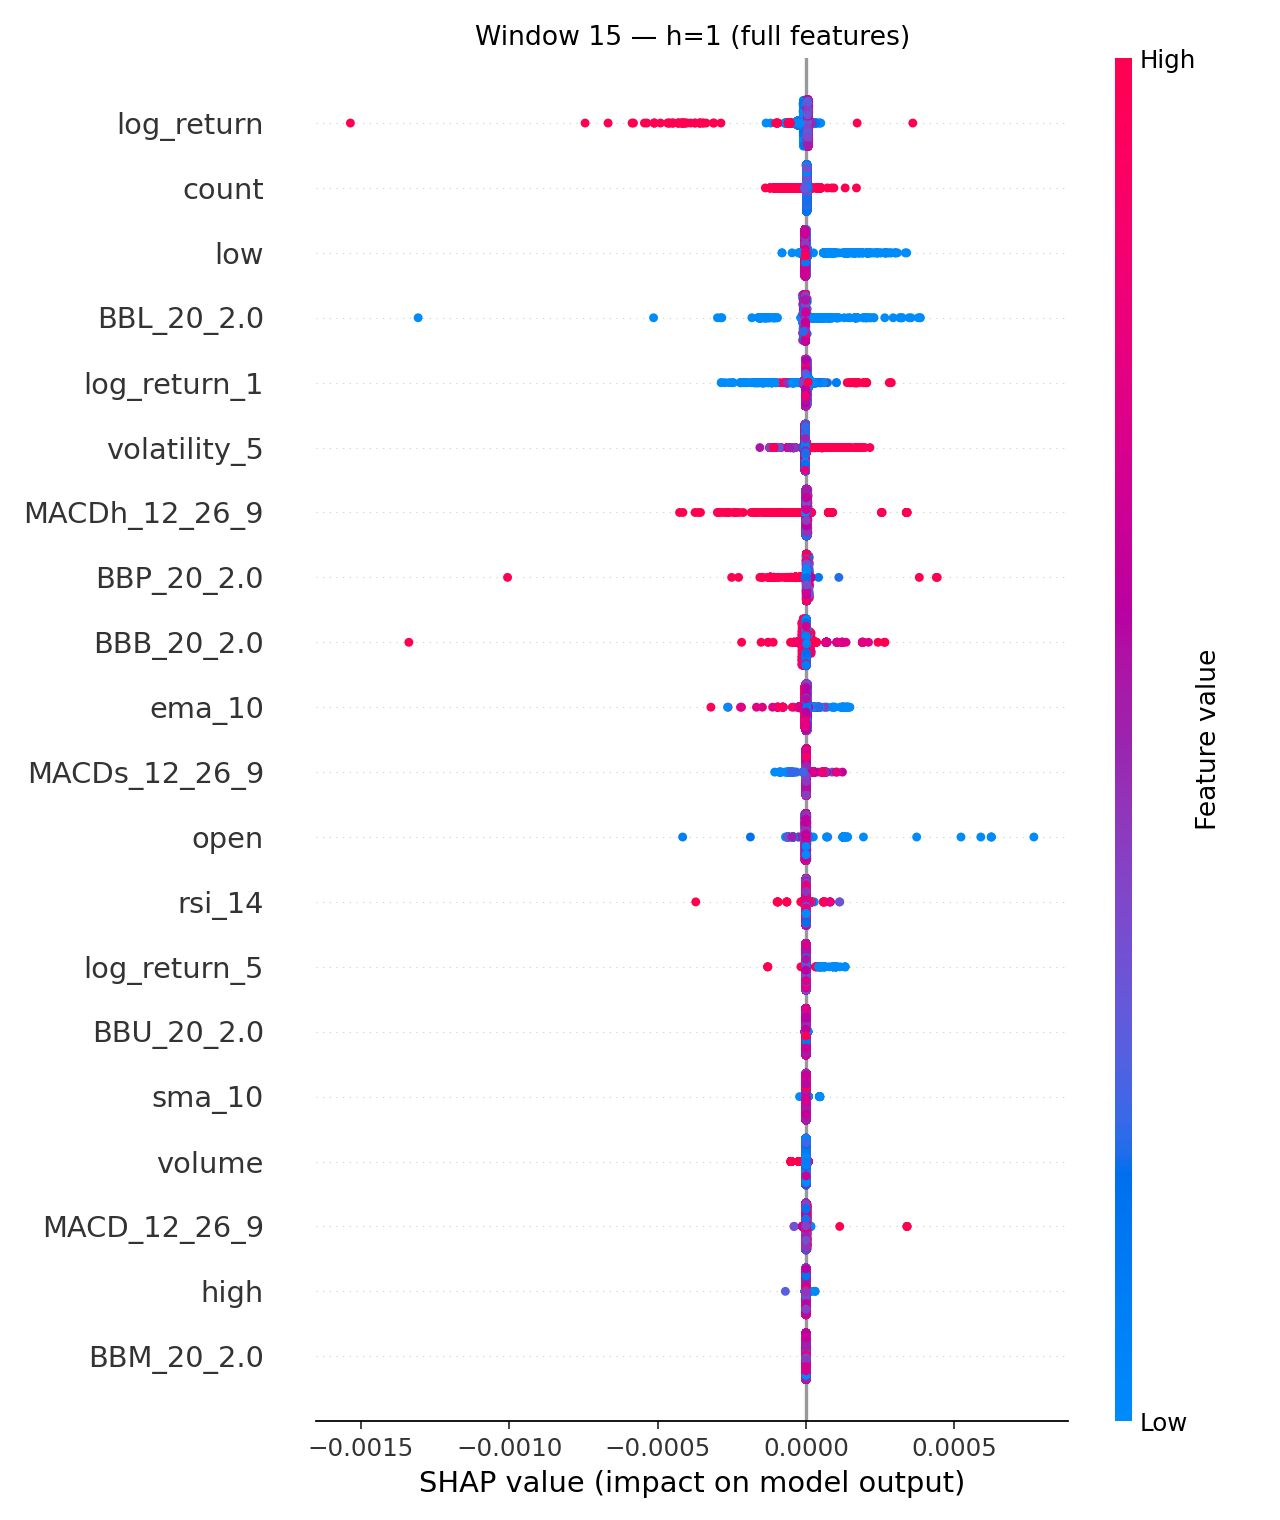 Window 15 — h=1 (full features)
High
log_return
count
low
BBL_20_2.0
log_return_1
volatility_5
MACDh_12_26_9
BBP_20_2.0
BBB_20_2.0
ema_10
MACDs_12_26_9
open
rsi_14
log_return_5
BBU_20_2.0
sma_10
volume
MACD_12_26_9
high
BBM_20_2.0
Feature value
Low
−0.0015 −0.0010 −0.0005 0.0000 0.0005
SHAP value (impact on model output)